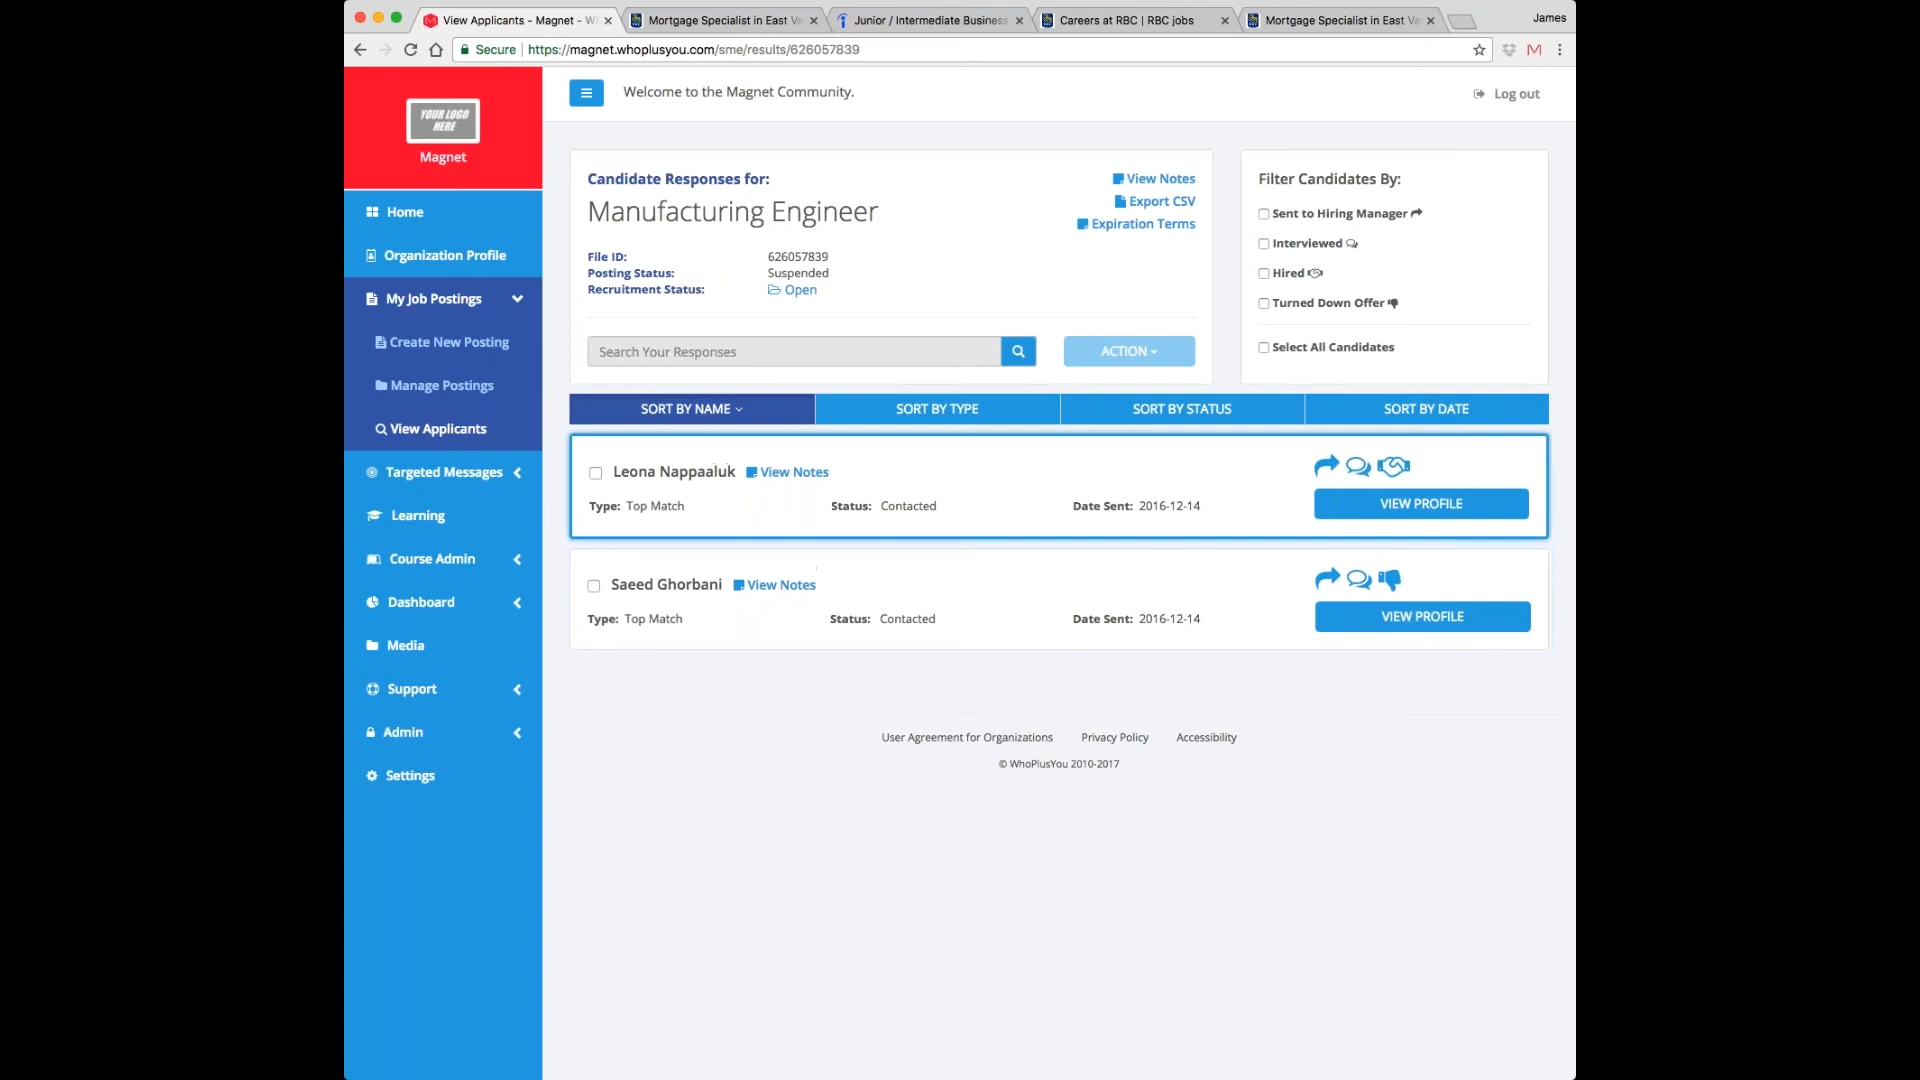 View Applicants - Magnet - W
Mortgage Specialist in East Va
Junior / Intermediate Business
Careers at RBC | RBC jobs
Mortgage Specialist in East Va
James
Secure
https://magnet.whoplusyou.com/sme/results/626057839
YOUR LOGO
HERE
Magnet
Welcome to the Magnet Community.
Log out
Home
Organization Profile
My Job Postings
Create New Posting
Manage Postings
View Applicants
Targeted Messages
Learning
Course Admin
Dashboard
Media
Support
Admin
Settings
Candidate Responses for:
Manufacturing Engineer
View Notes
Export CSV
Expiration Terms
File ID: 626057839
Posting Status: Suspended
Recruitment Status: Open
Search Your Responses
ACTION
Filter Candidates By:
Sent to Hiring Manager
Interviewed
Hired
Turned Down Offer
Select All Candidates
SORT BY NAME SORT BY TYPE SORT BY STATUS SORT BY DATE
Leona Nappaaluk View Notes
Type: Top Match Status: Contacted Date Sent: 2016-12-14
VIEW PROFILE
Saeed Ghorbani View Notes
Type: Top Match Status: Contacted Date Sent: 2016-12-14
VIEW PROFILE
User Agreement for Organizations Privacy Policy Accessibility
© WhoPlusYou 2010-2017